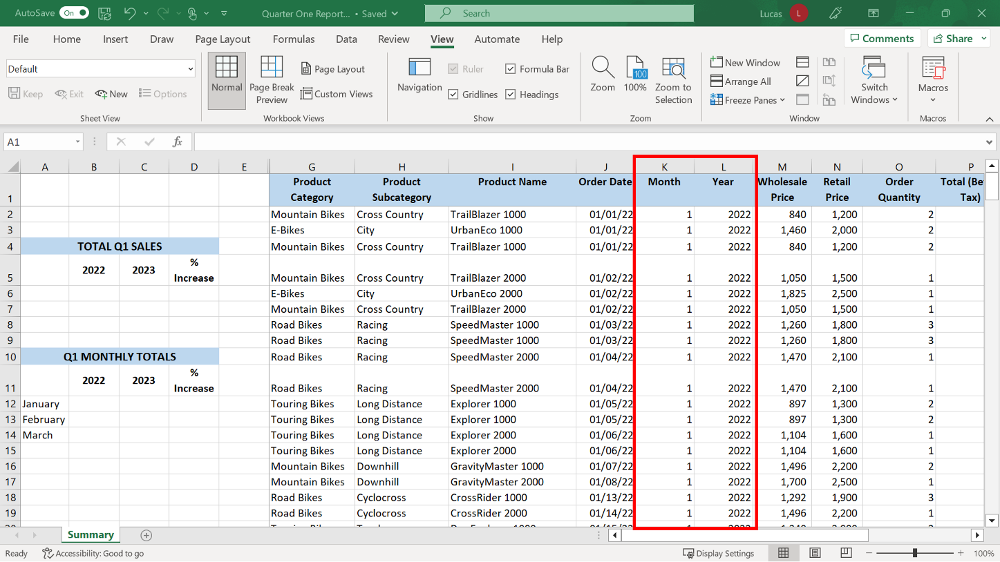 AutoSave On Quarter One Report... • Saved Search Lucas L
File Home Insert Draw Page Layout Formulas Data Review View Automate Help Comments Share
Default
Keep Exit New Options
Sheet View
Normal
Page Break Preview
Page Layout
Custom Views
Workbook Views
Navigation
Ruler Formula Bar
Gridlines Headings
Show
Zoom
100
100%
Zoom to Selection
Zoom
New Window
Arrange All
Freeze Panes
Switch Windows
Window
Macros
Macros
A1 fx
A B C D E G H I J K L M N O P
1 Product Category Product Subcategory Product Name Order Date Month Year Wholesale Price Retail Price Order Quantity Total (Be Tax)
2 Mountain Bikes Cross Country TrailBlazer 1000 01/01/22 1 2022 840 1,200 2
3 E-Bikes City UrbanEco 1000 01/01/22 1 2022 1,460 2,000 2
4 TOTAL Q1 SALES Mountain Bikes Cross Country TrailBlazer 1000 01/01/22 1 2022 840 1,200 2
5 2022 2023 % Increase Mountain Bikes Cross Country TrailBlazer 2000 01/02/22 1 2022 1,050 1,500 1
6 E-Bikes City UrbanEco 2000 01/02/22 1 2022 1,825 2,500 1
7 Mountain Bikes Cross Country TrailBlazer 2000 01/02/22 1 2022 1,050 1,500 1
8 Road Bikes Racing SpeedMaster 1000 01/03/22 1 2022 1,260 1,800 3
9 Road Bikes Racing SpeedMaster 1000 01/03/22 1 2022 1,260 1,800 3
10 Q1 MONTHLY TOTALS Road Bikes Racing SpeedMaster 2000 01/04/22 1 2022 1,470 2,100 1
11 2022 2023 % Increase Road Bikes Racing SpeedMaster 2000 01/04/22 1 2022 1,470 2,100 1
12 January Touring Bikes Long Distance Explorer 1000 01/05/22 1 2022 897 1,300 2
13 February Touring Bikes Long Distance Explorer 1000 01/05/22 1 2022 897 1,300 2
14 March Touring Bikes Long Distance Explorer 2000 01/06/22 1 2022 1,104 1,600 1
15 Touring Bikes Long Distance Explorer 2000 01/06/22 1 2022 1,104 1,600 1
16 Mountain Bikes Downhill GravityMaster 1000 01/07/22 1 2022 1,496 2,200 2
17 Mountain Bikes Downhill GravityMaster 2000 01/08/22 1 2022 1,700 2,500 1
18 Road Bikes Cyclocross CrossRider 1000 01/13/22 1 2022 1,292 1,900 3
19 Road Bikes Cyclocross CrossRider 2000 01/14/22 1 2022 1,496 2,200 1
Summary
Ready Accessibility: Good to go Display Settings 100%